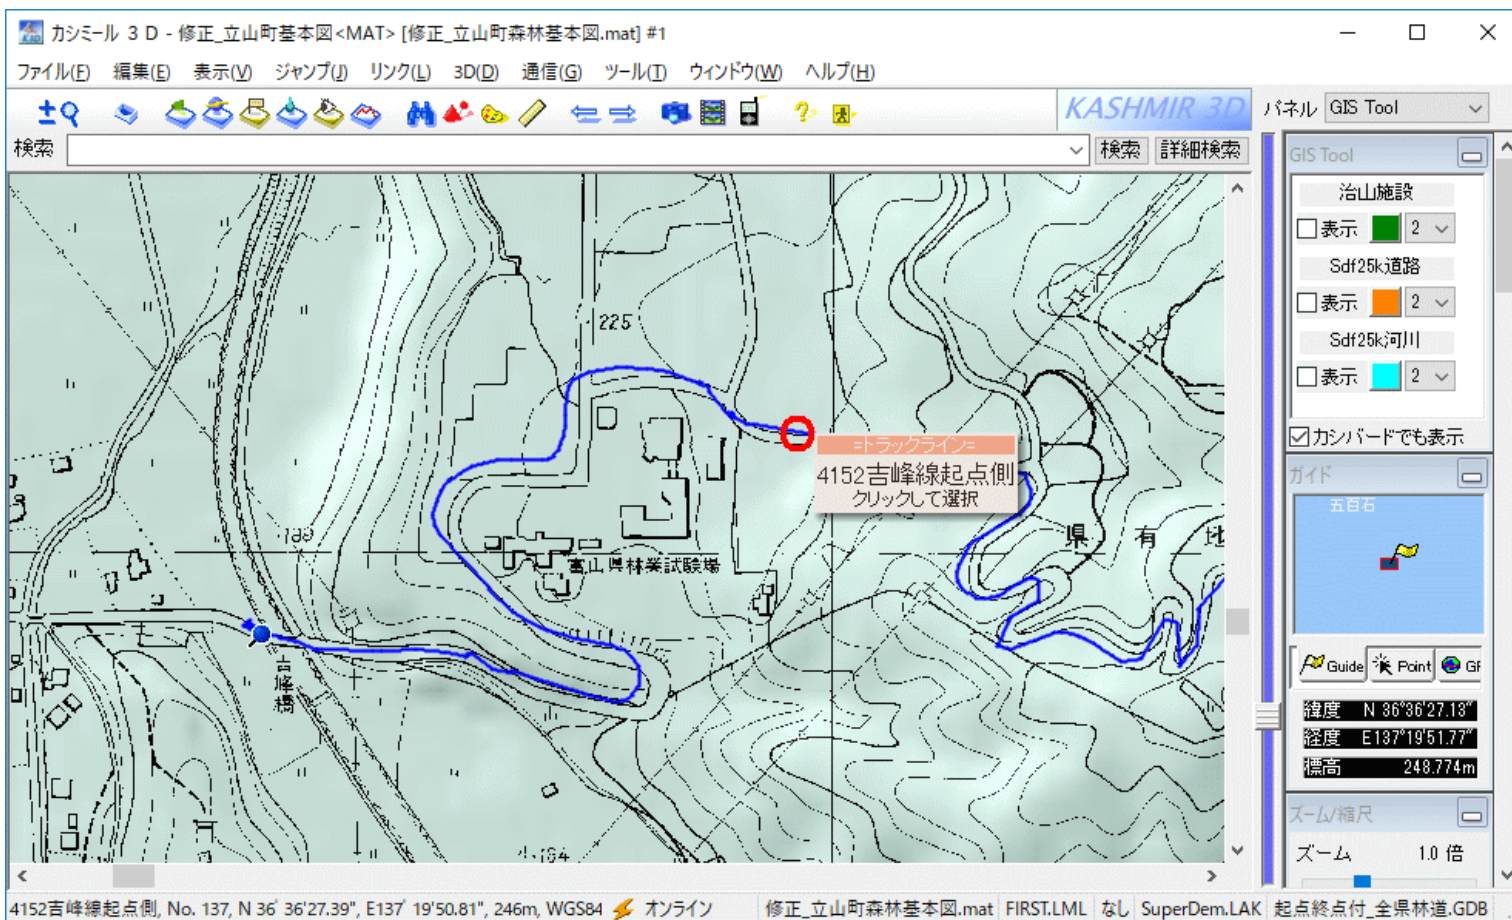 カシミール 3D - 修正_立山町基本図<MAT> [修正_立山町森林基本図.mat] #1
ファイル(F) 編集(E) 表示(V) ジャンプ(J) リンク(L) 3D(D) 通信(G) ツール(T) ウィンドウ(W) ヘルプ(H)
KASHMIR 3D
パネル GIS Tool
検索 検索 詳細検索
GIS Tool
治山施設
表示 2
Sdf25k道路
表示 2
Sdf25k河川
表示 2
カシバードでも表示
225
=トラックライン=
4152吉峰線起点側
クリックして選択
188
富山県林業試験場
県有地
吉峰橋
194
ガイド
五百石
Guide Point GF
緯度 N 36°36'27.13"
経度 E137°19'51.77"
標高 248.774m
ズーム/縮尺
ズーム 1.0 倍
4152吉峰線起点側, No. 137, N 36ﾟ36'27.39", E137ﾟ19'50.81", 246m, WGS84 オンライン 修正_立山町森林基本図.mat FIRST.LML なし SuperDem.LAK 起点終点付_全県林道.GDB